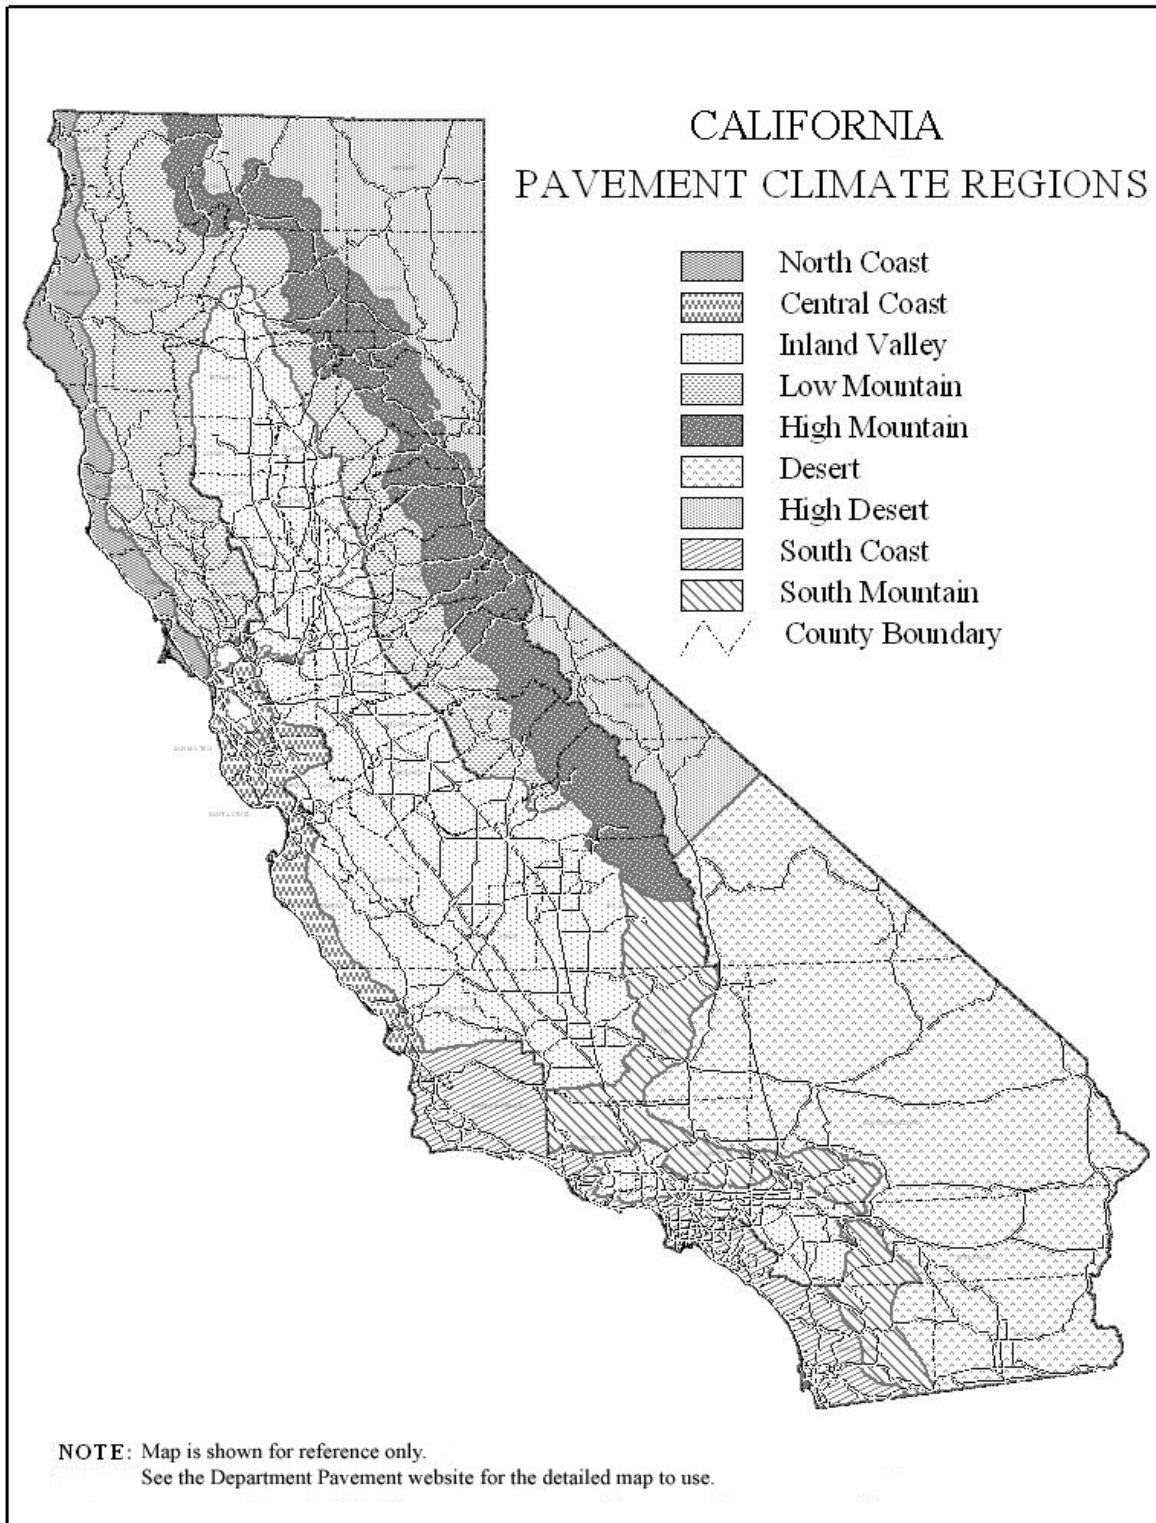 CALIFORNIA
PAVEMENT CLIMATE REGIONS
North Coast
Central Coast
Inland Valley
Low Mountain
High Mountain
Desert
High Desert
South Coast
South Mountain
County Boundary
NOTE: Map is shown for reference only.
See the Department Pavement website for the detailed map to use.